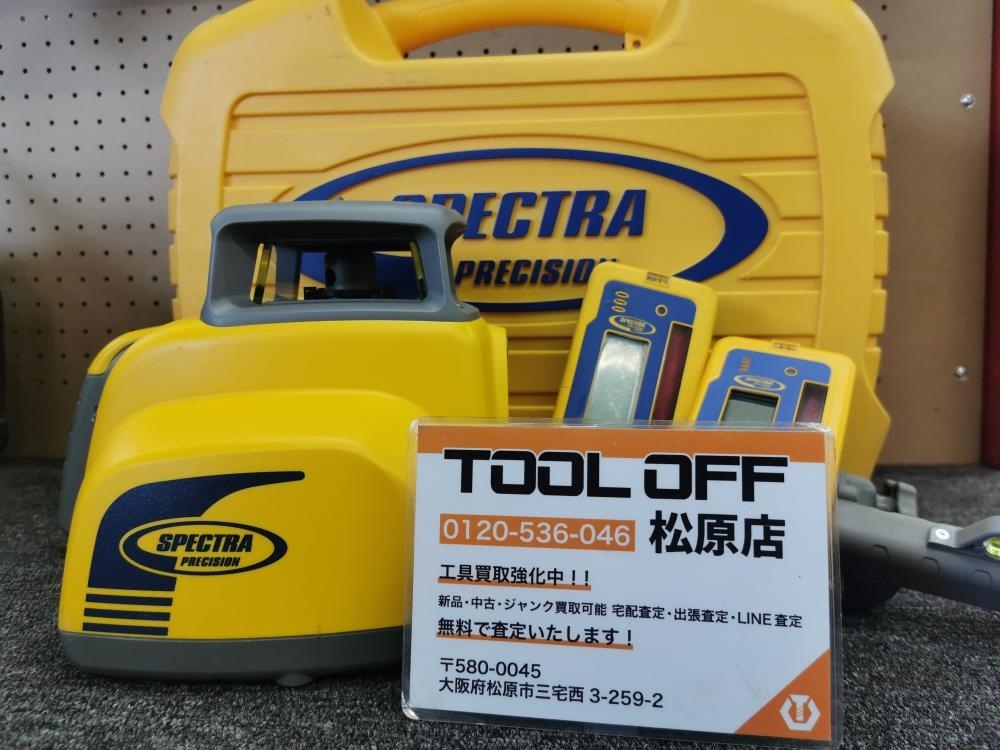 SPECTRA
PRECISION
SPECTRA
SPECTRA
SPECTRA
PRECISION
TOOL OFF
0120-536-046 松原店
工具買取強化中！！
新品・中古・ジャンク買取可能 宅配査定・出張査定・LINE査定
無料で査定いたします！
〒580-0045
大阪府松原市三宅西 3-259-2